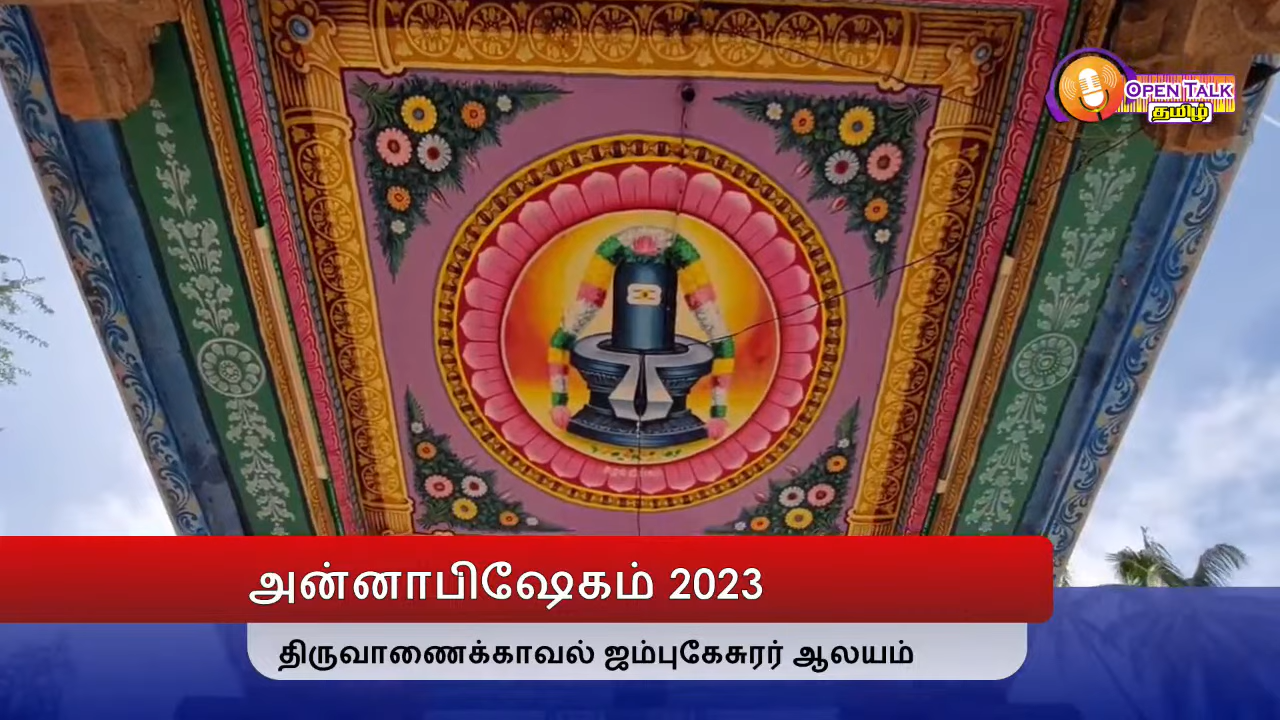 OPEN TALK
தமிழ்
அன்னாபிஷேகம் 2023
திருவாணைக்காவல் ஜம்புகேசுரர் ஆலயம்